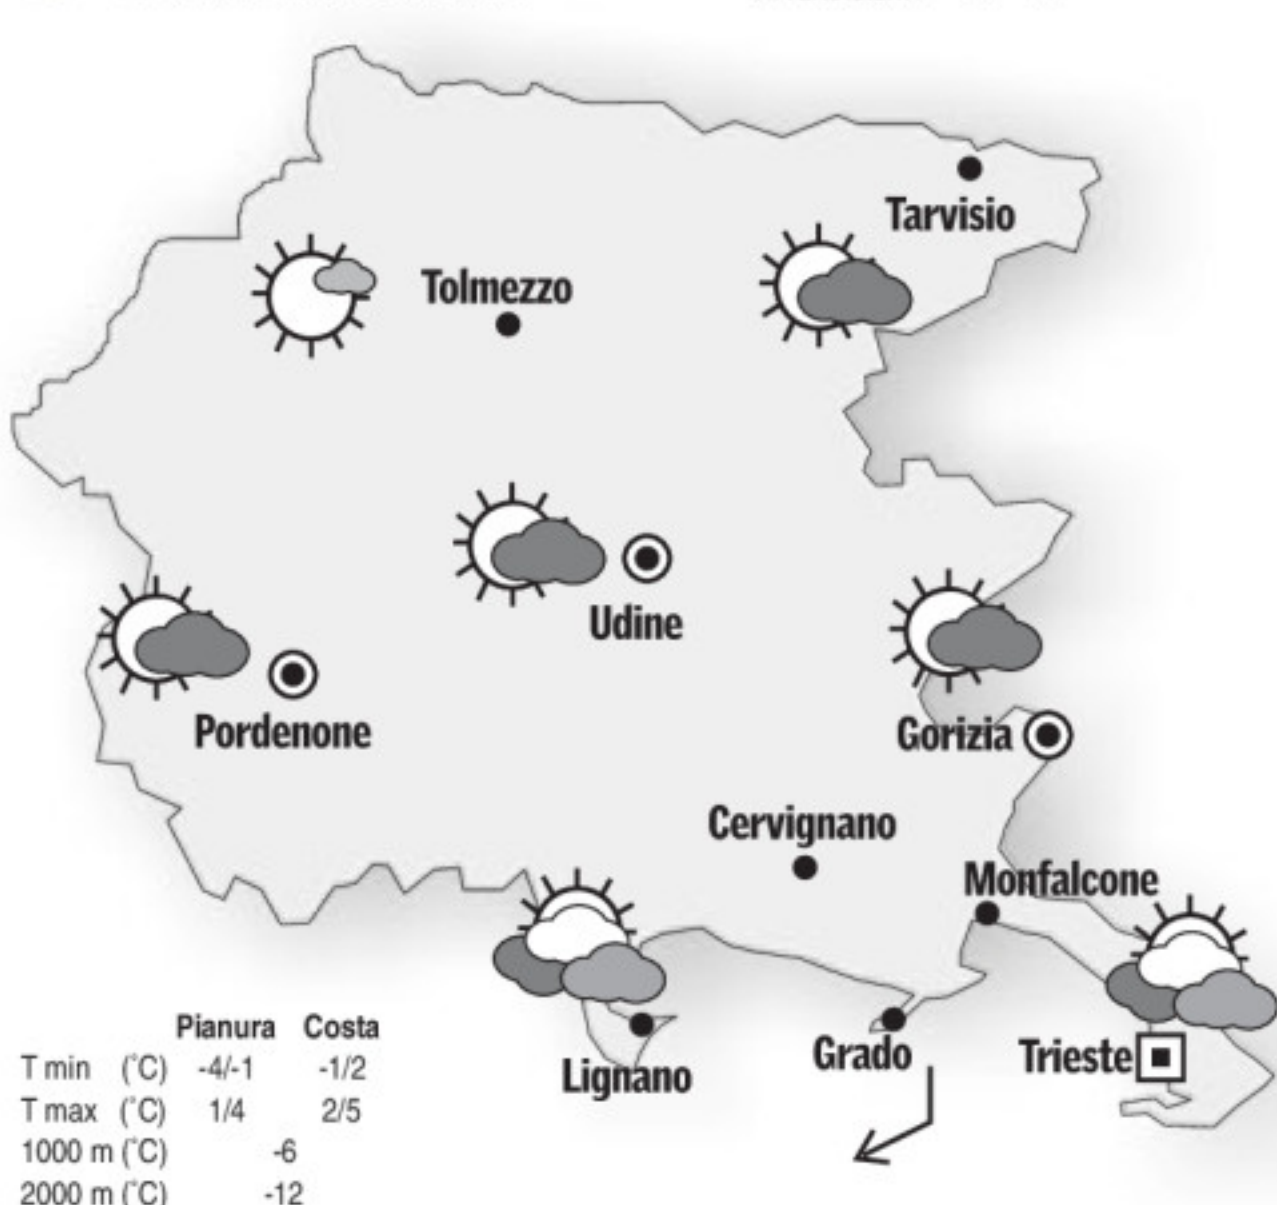 Tarvisio
Tolmezzo
Udine
Pordenone
Gorizia
Cervignano
Monfalcone
Grado
Trieste
Lignano
Pianura Costa
T min (°C) -4/-1 -1/2
T max (°C) 1/4 2/5
1000 m (°C) -6
2000 m (°C) -12